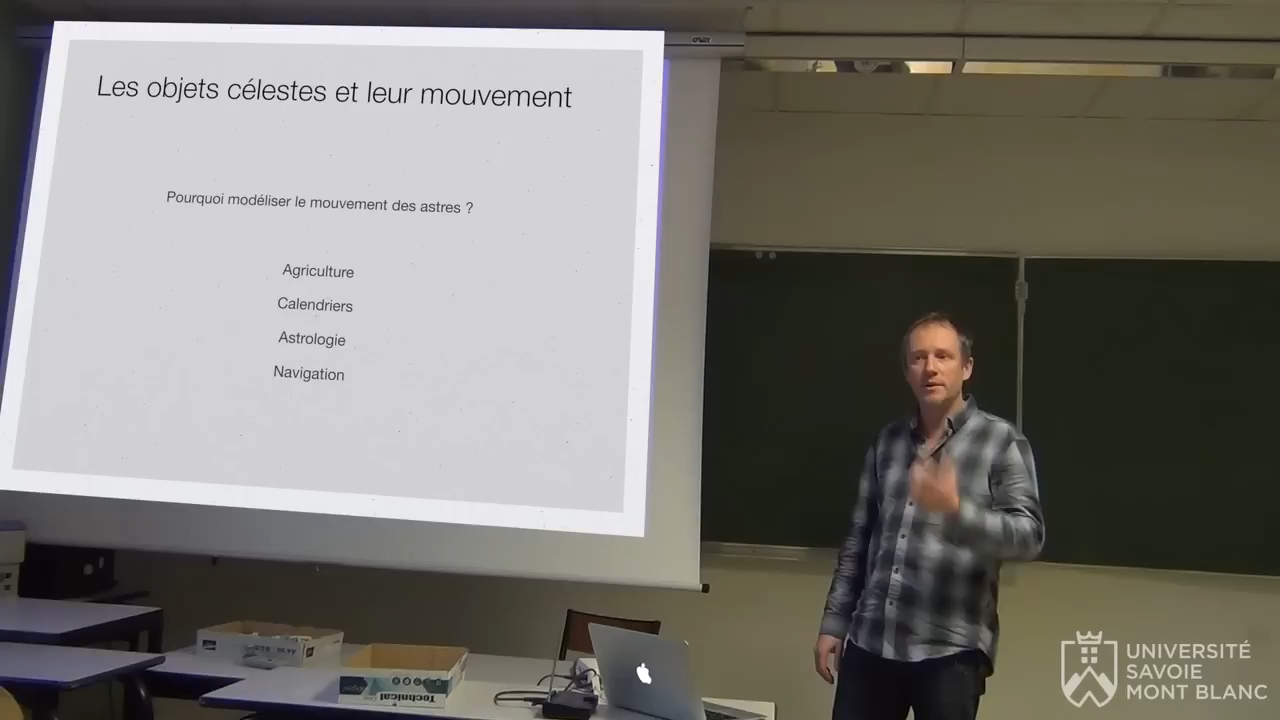 Les objets célestes et leur mouvement
Pourquoi modéliser le mouvement des astres ?
Agriculture
Calendriers
Astrologie
Navigation
Technical
UNIVERSITÉ
SAVOIE
MONT BLANC